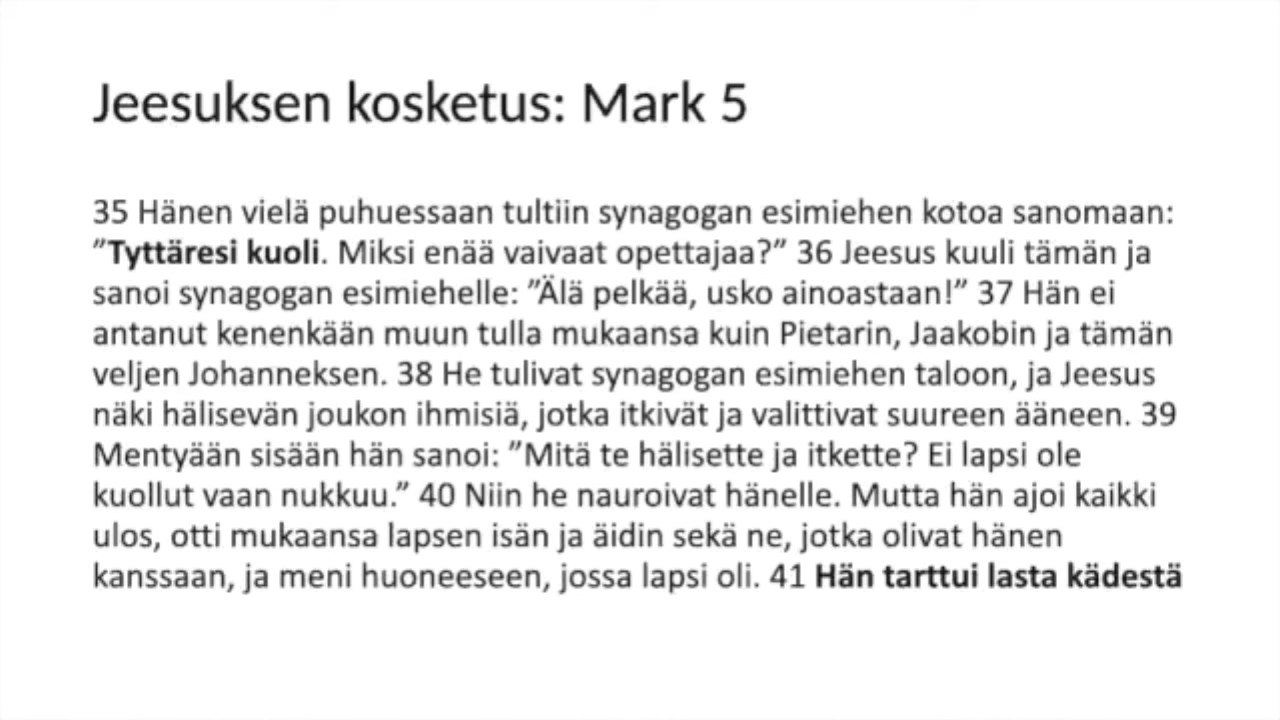 Jeesuksen kosketus: Mark 5
35 Hänen vielä puhuessaan tultiin synagogan esimiehen kotoa sanomaan:
”Tyttäresi kuoli. Miksi enää vaivaat opettajaa?” 36 Jeesus kuuli tämän ja
sanoi synagogan esimiehelle: ”Älä pelkää, usko ainoastaan!” 37 Hän ei
antanut kenenkään muun tulla mukaansa kuin Pietarin, Jaakobin ja tämän
veljen Johanneksen. 38 He tulivat synagogan esimiehen taloon, ja Jeesus
näki hälisevän joukon ihmisiä, jotka itkivät ja valittivat suureen ääneen. 39
Mentyään sisään hän sanoi: ”Mitä te hälisette ja itkette? Ei lapsi ole
kuollut vaan nukkuu.” 40 Niin he nauroivat hänelle. Mutta hän ajoi kaikki
ulos, otti mukaansa lapsen isän ja äidin sekä ne, jotka olivat hänen
kanssaan, ja meni huoneeseen, jossa lapsi oli. 41 Hän tarttui lasta kädestä